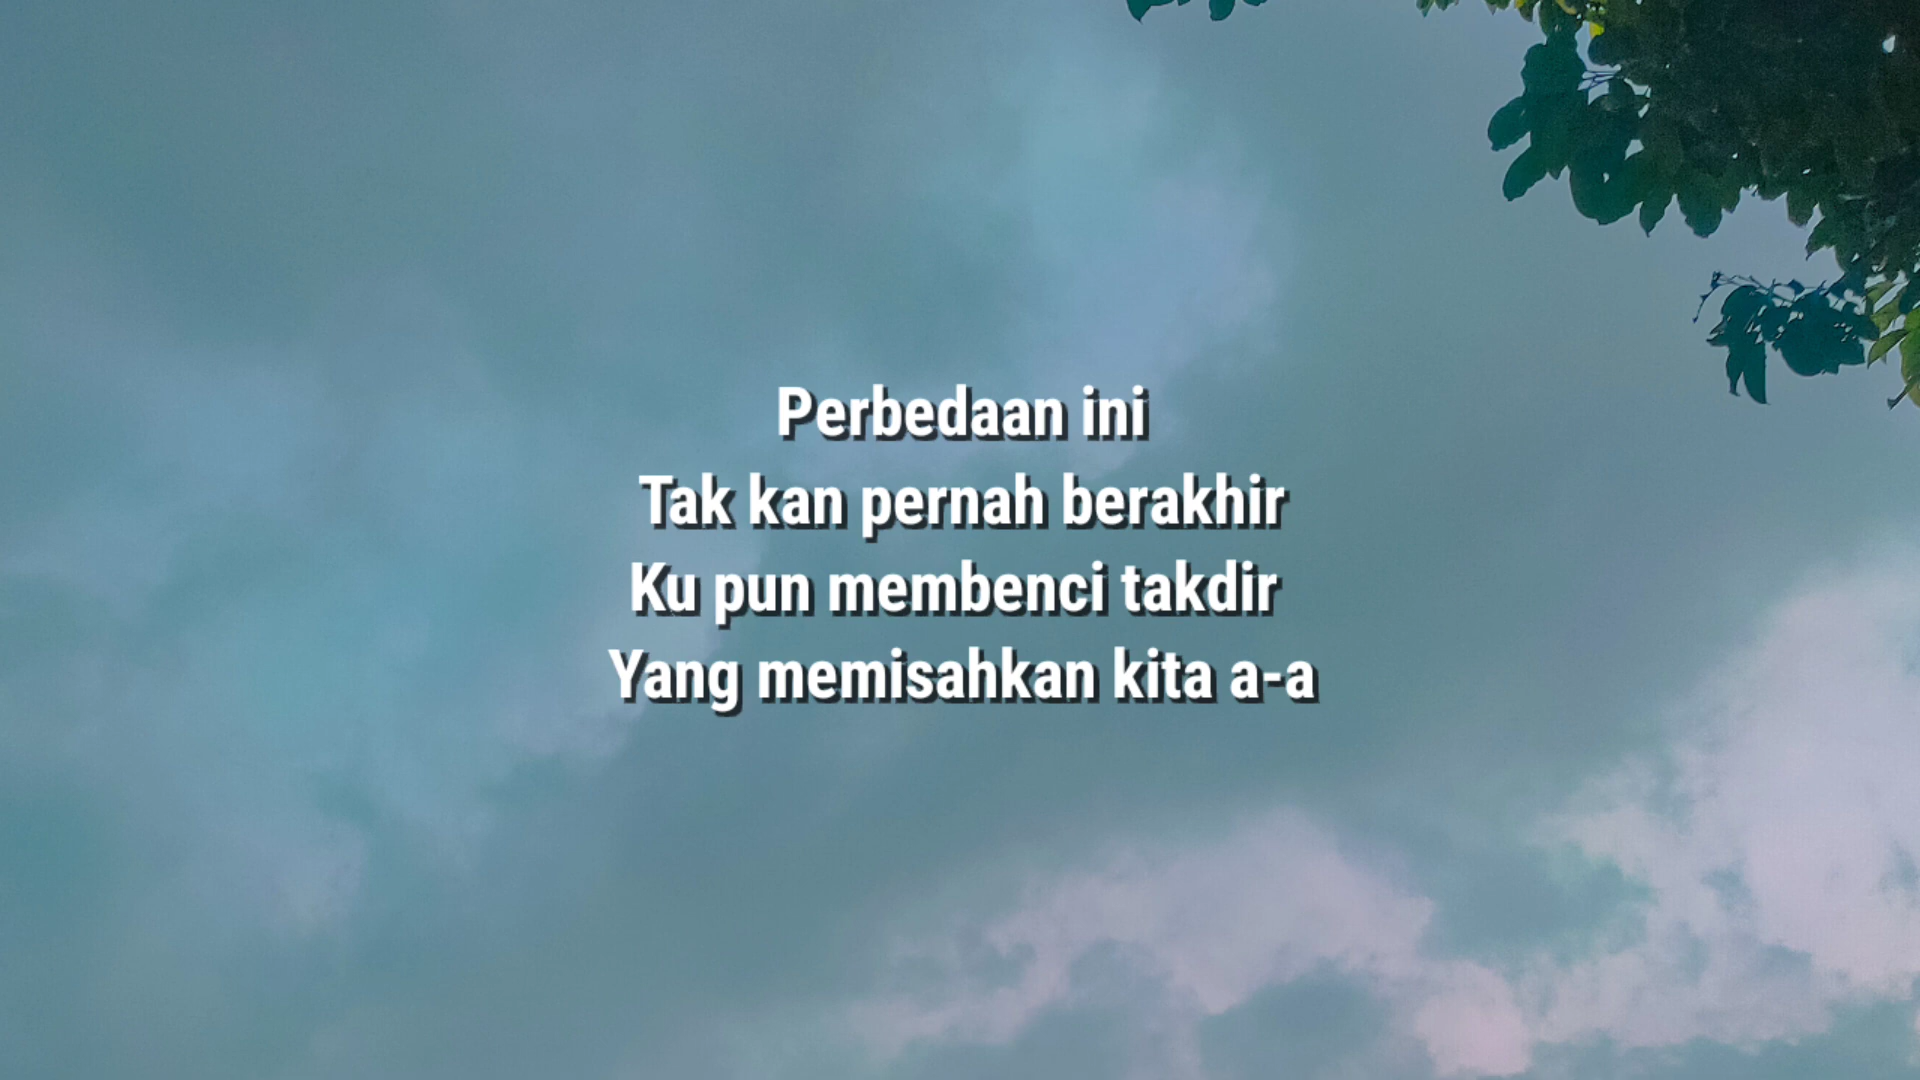 Perbedaan ini
Tak kan pernah berakhir
Ku pun membenci takdir
Yang memisahkan kita a-a